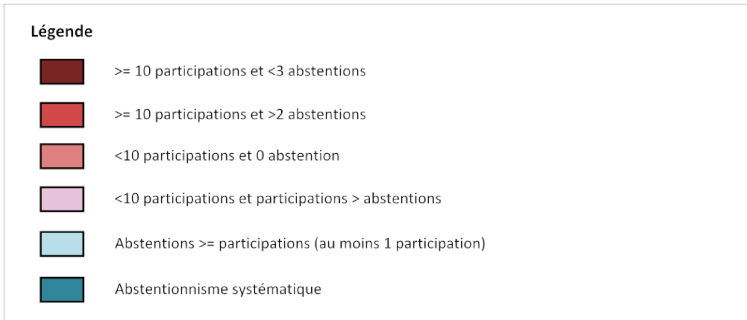 Légende
>= 10 participations et <3 abstentions
>= 10 participations et >2 abstentions
<10 participations et 0 abstention
<10 participations et participations > abstentions
Abstentions >= participations (au moins 1 participation)
Abstentionnisme systématique